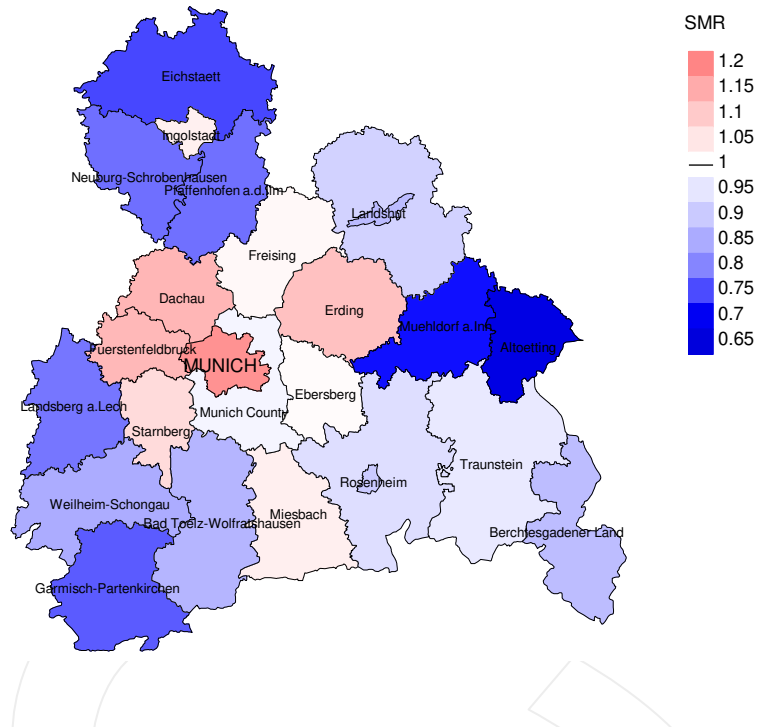 SMR
1.2
1.15
1.1
1.05
1
0.95
0.9
0.85
0.8
0.75
0.7
0.65
Eichstaett
Ingolstadt
Neuburg-Schrobenhausen
Pfaffenhofen a.d.Ilm
Landshut
Freising
Dachau
Erding
Muehldorf a.Inn
Altoetting
Fuerstenfeldbruck
MUNICH
Ebersberg
Landsberg a.Lech
Munich County
Starnberg
Traunstein
Rosenheim
Weilheim-Schongau
Miesbach
Bad Toelz-Wolfratshausen
Berchtesgadener Land
Garmisch-Partenkirchen